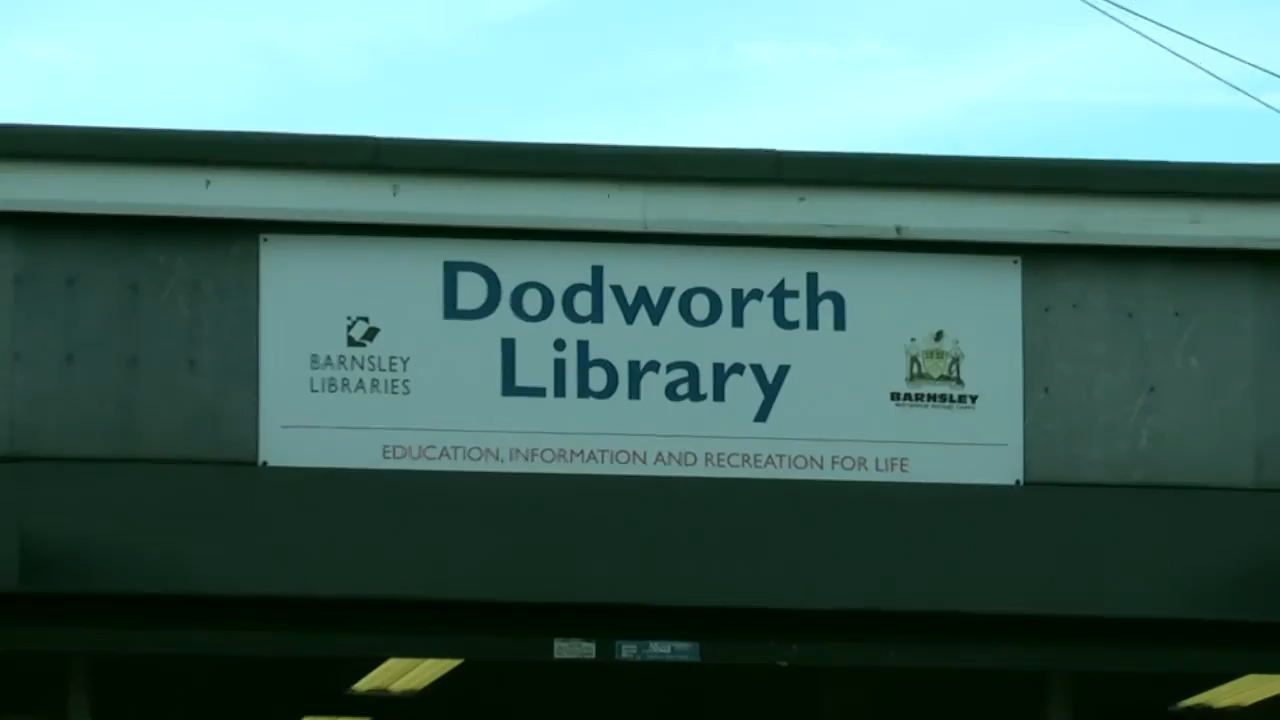 Dodworth
Library
BARNSLEY
LIBRARIES
BARNSLEY
EDUCATION, INFORMATION AND RECREATION FOR LIFE